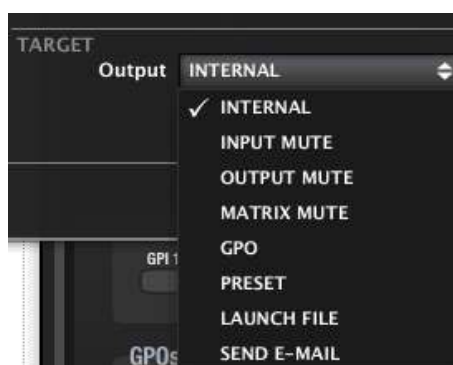 TARGET
Output INTERNAL
✓ INTERNAL
INPUT MUTE
OUTPUT MUTE
MATRIX MUTE
GPO
PRESET
LAUNCH FILE
SEND E-MAIL
GPI 1
GPOs